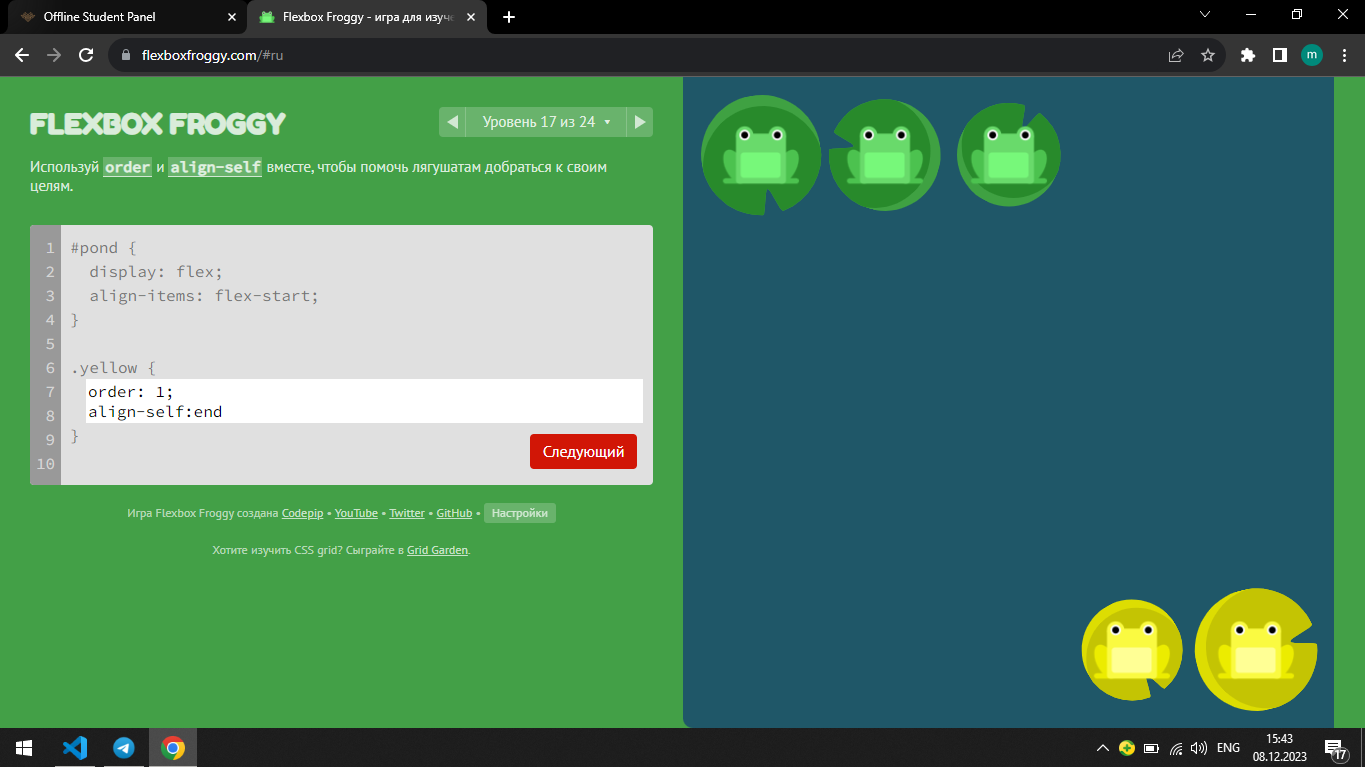 Offline Student Panel
Flexbox Froggy - игра для изуче
flexboxfroggy.com/#ru
m
FLEXBOX FROGGY
Уровень 17 из 24
Используй order и align-self вместе, чтобы помочь лягушатам добраться к своим
целям.
1 #pond {
2 display: flex;
3 align-items: flex-start;
4 }
5
6 .yellow {
7 order: 1;
8 align-self:end
9 }
10
Следующий
Игра Flexbox Froggy создана Codepip • YouTube • Twitter • GitHub • Настройки
Хотите изучить CSS grid? Сыграйте в Grid Garden.
ENG
15:43
08.12.2023
17